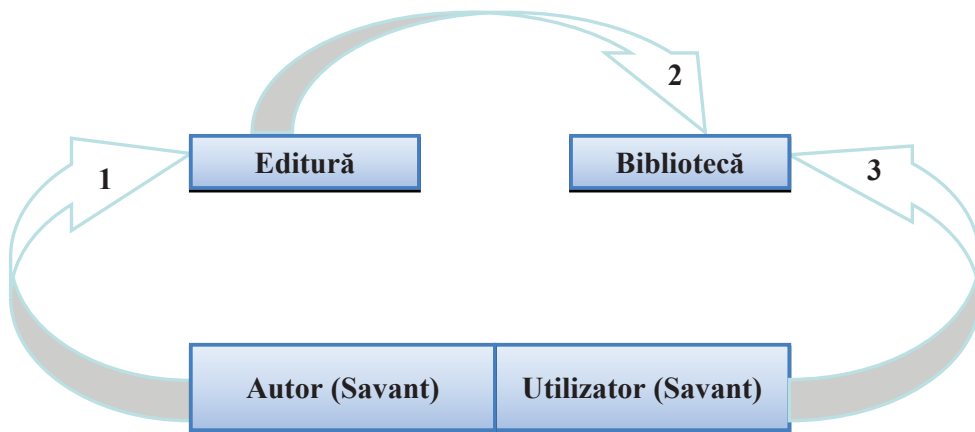 2
1
Editură
Bibliotecă
3
Autor (Savant)
Utilizator (Savant)